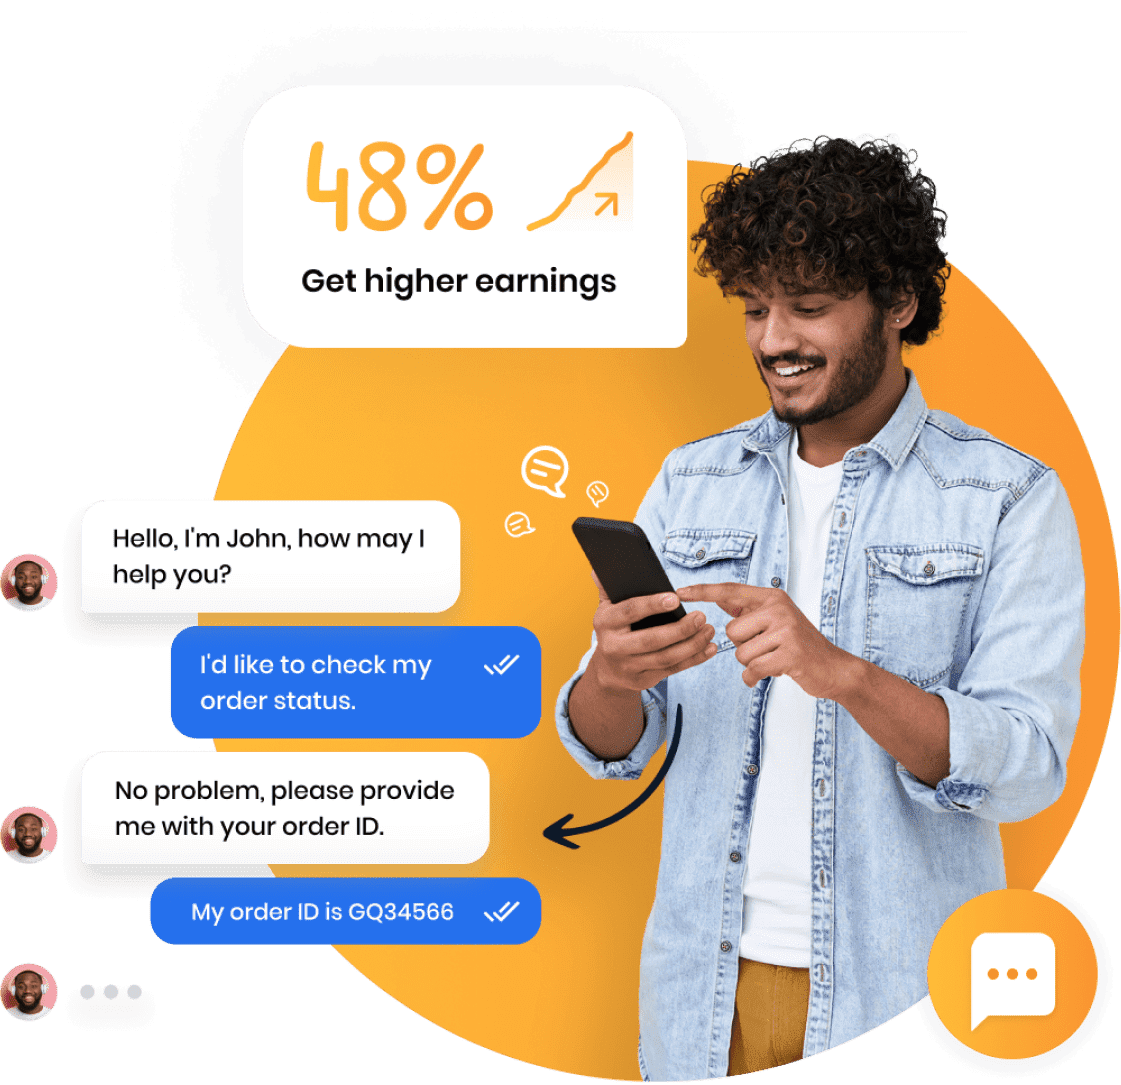 48%
Get higher earnings
Hello, I'm John, how may I
help you?
I'd like to check my
order status.
No problem, please provide
me with your order ID.
My order ID is GQ34566